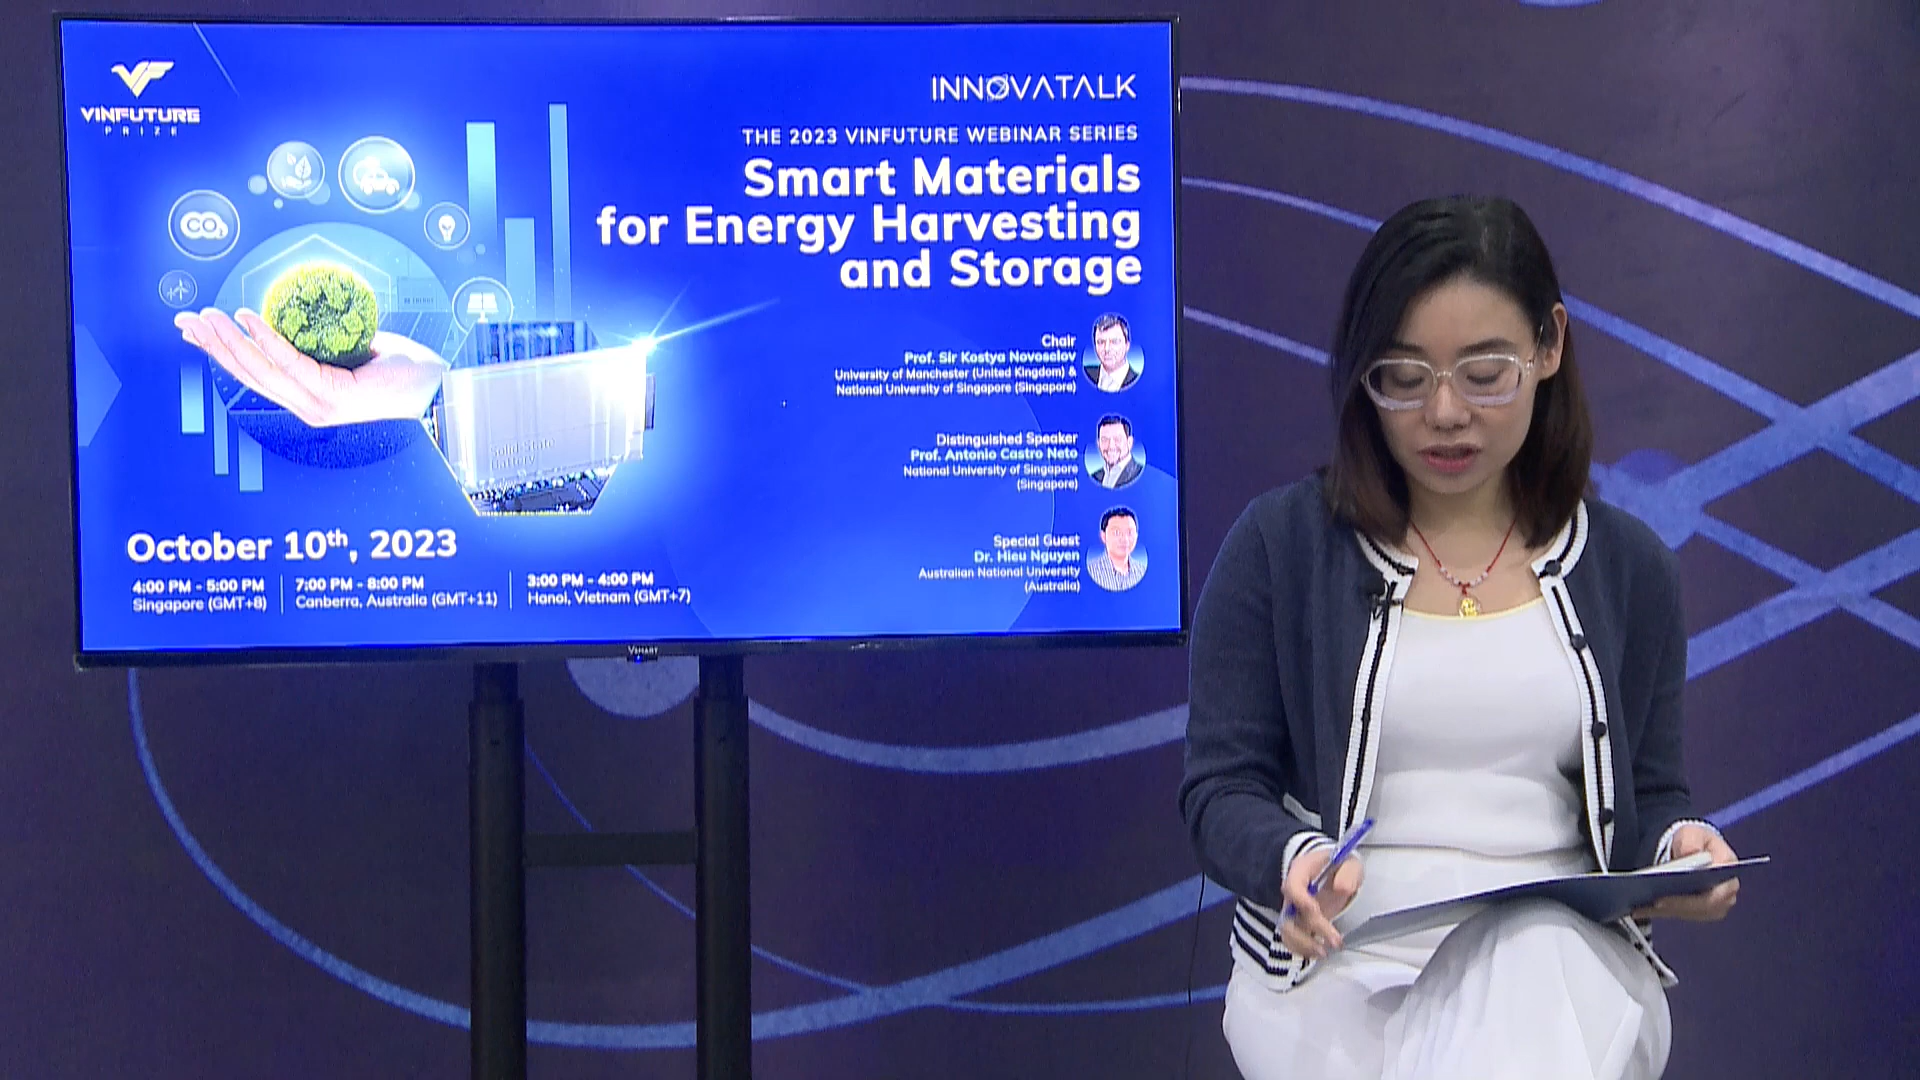 VINFUTURE
PRIZE
INNOVATALK
THE 2023 VINFUTURE WEBINAR SERIES
Smart Materials
for Energy Harvesting
and Storage
Chair
Prof. Sir Kostya Novoselov
University of Manchester (United Kingdom) &
National University of Singapore (Singapore)
Distinguished Speaker
Prof. Antonio Castro Neto
National University of Singapore
(Singapore)
Special Guest
Dr. Hieu Nguyen
Australian National University
(Australia)
CO2
Solid-State
Battery
October 10th, 2023
4:00 PM - 5:00 PM
Singapore (GMT+8)
7:00 PM - 8:00 PM
Canberra, Australia (GMT+11)
3:00 PM - 4:00 PM
Hanoi, Vietnam (GMT+7)
VSMART